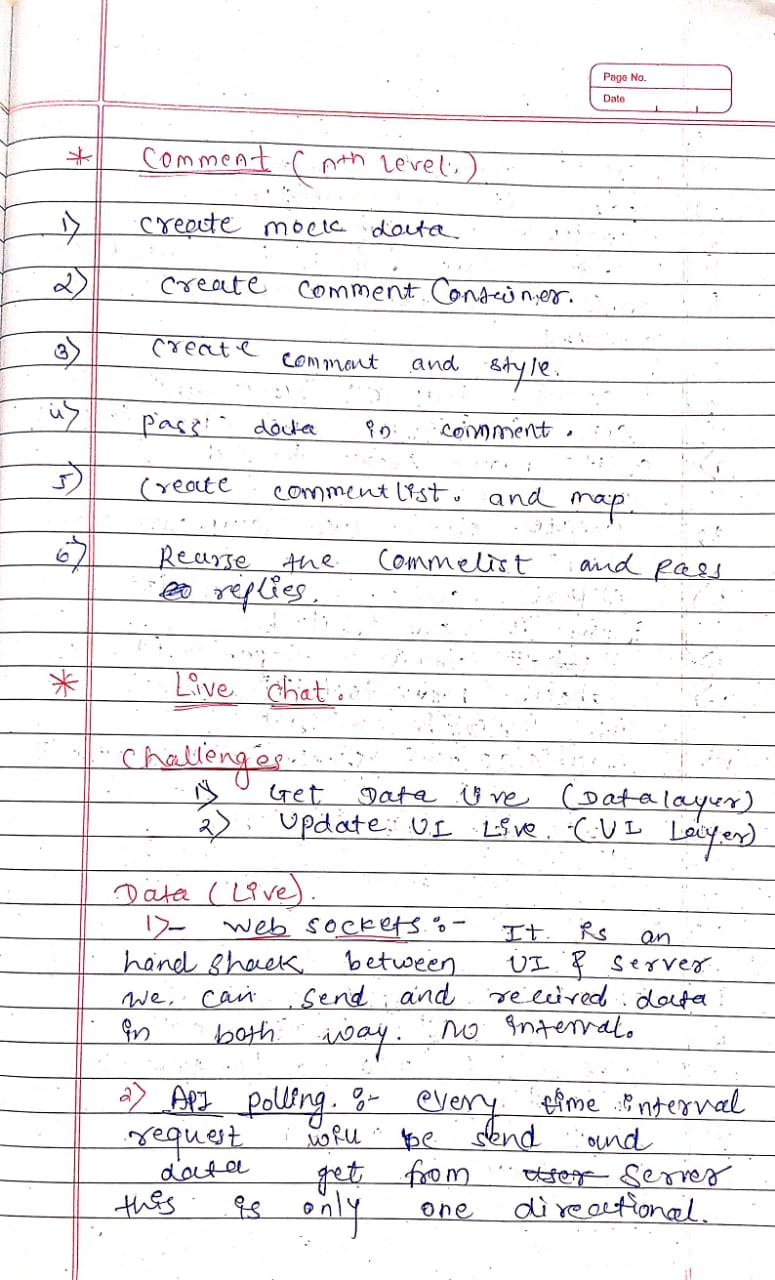 Page No.
Date
* Comment (nth level.)
1) create mock data
2) create comment Container.
3) create comment and style.
4) pass data in comment.
5) create commentlist. and map.
6) Recurse the Commelist and pass
replies.
* Live chat.
Challenges.
1) Get Data live (Datalayer)
2) Update UI Live. (UI Layer)
Data (Live).
1)- Web sockets :- It is an
hand shack between UI & server
we can send and received data
in both way. no interval.
2) API polling. :- every time interval
request will be send and
data get from user server
this is only one direactional.